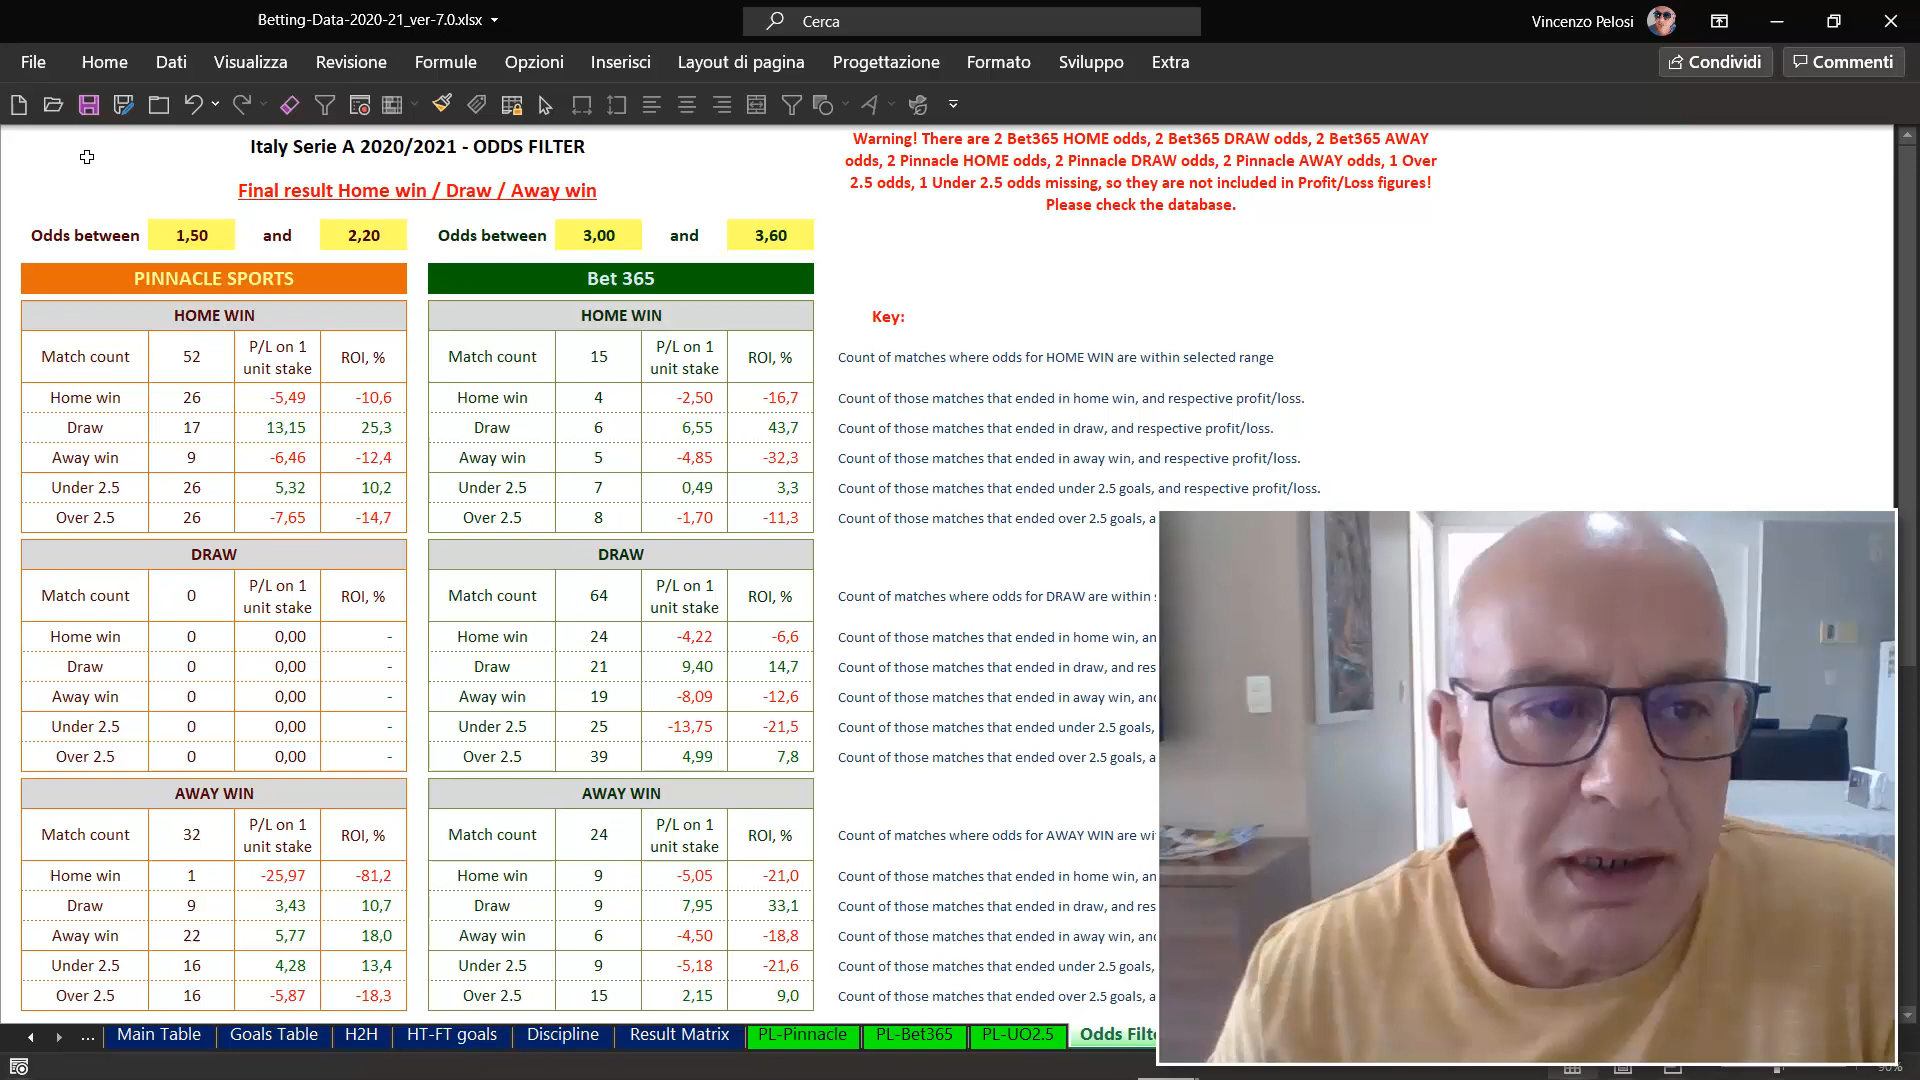 Betting-Data-2020-21_ver-7.0.xlsx
Cerca
Vincenzo Pelosi
File Home Dati Visualizza Revisione Formule Opzioni Inserisci Layout di pagina Progettazione Formato Sviluppo Extra
Condividi Commenti
Italy Serie A 2020/2021 - ODDS FILTER
Final result Home win / Draw / Away win
Warning! There are 2 Bet365 HOME odds, 2 Bet365 DRAW odds, 2 Bet365 AWAY
odds, 2 Pinnacle HOME odds, 2 Pinnacle DRAW odds, 2 Pinnacle AWAY odds, 1 Over
2.5 odds, 1 Under 2.5 odds missing, so they are not included in Profit/Loss figures!
Please check the database.
Odds between 1,50 and 2,20 Odds between 3,00 and 3,60
PINNACLE SPORTS Bet 365
HOME WIN HOME WIN Key:
Match count 52 P/L on 1 unit stake ROI, % Match count 15 P/L on 1 unit stake ROI, % Count of matches where odds for HOME WIN are within selected range
Home win 26 -5,49 -10,6 Home win 4 -2,50 -16,7 Count of those matches that ended in home win, and respective profit/loss.
Draw 17 13,15 25,3 Draw 6 6,55 43,7 Count of those matches that ended in draw, and respective profit/loss.
Away win 9 -6,46 -12,4 Away win 5 -4,85 -32,3 Count of those matches that ended in away win, and respective profit/loss.
Under 2.5 26 5,32 10,2 Under 2.5 7 0,49 3,3 Count of those matches that ended under 2.5 goals, and respective profit/loss.
Over 2.5 26 -7,65 -14,7 Over 2.5 8 -1,70 -11,3 Count of those matches that ended over 2.5 goals, a
DRAW DRAW
Match count 0 P/L on 1 unit stake ROI, % Match count 64 P/L on 1 unit stake ROI, % Count of matches where odds for DRAW are within
Home win 0 0,00 - Home win 24 -4,22 -6,6 Count of those matches that ended in home win, an
Draw 0 0,00 - Draw 21 9,40 14,7 Count of those matches that ended in draw, and res
Away win 0 0,00 - Away win 19 -8,09 -12,6 Count of those matches that ended in away win, and
Under 2.5 0 0,00 - Under 2.5 25 -13,75 -21,5 Count of those matches that ended under 2.5 goals,
Over 2.5 0 0,00 - Over 2.5 39 4,99 7,8 Count of those matches that ended over 2.5 goals, a
AWAY WIN AWAY WIN
Match count 32 P/L on 1 unit stake ROI, % Match count 24 P/L on 1 unit stake ROI, % Count of matches where odds for AWAY WIN are wi
Home win 1 -25,97 -81,2 Home win 9 -5,05 -21,0 Count of those matches that ended in home win, an
Draw 9 3,43 10,7 Draw 9 7,95 33,1 Count of those matches that ended in draw, and res
Away win 22 5,77 18,0 Away win 6 -4,50 -18,8 Count of those matches that ended in away win, and
Under 2.5 16 4,28 13,4 Under 2.5 9 -5,18 -21,6 Count of those matches that ended under 2.5 goals,
Over 2.5 16 -5,87 -18,3 Over 2.5 15 2,15 9,0 Count of those matches that ended over 2.5 goals, a
... Main Table Goals Table H2H HT-FT goals Discipline Result Matrix PL-Pinnacle PL-Bet365 PL-UO2.5 Odds Filte